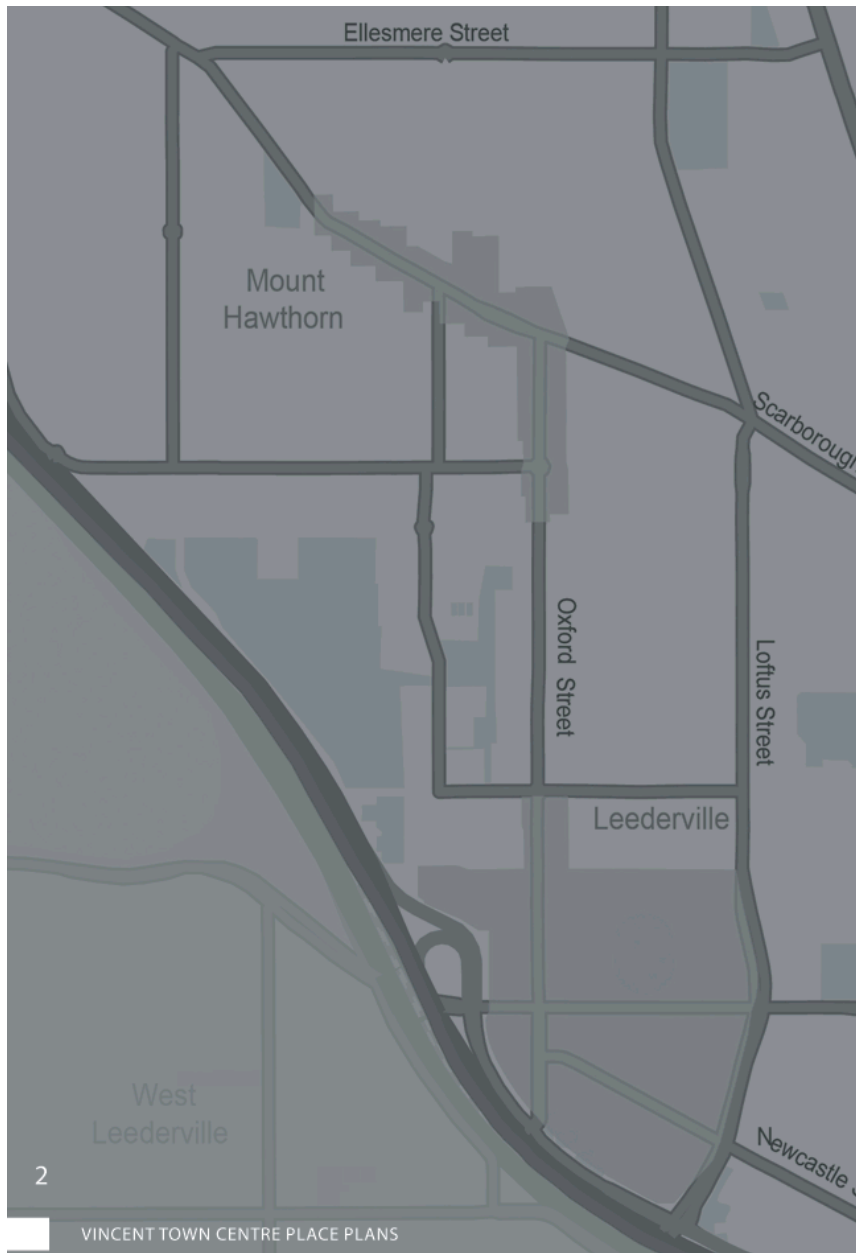 Ellesmere Street
Mount
Hawthorn
Scarborough
Oxford Street
Loftus Street
Leederville
West
Leederville
Newcastle
2
VINCENT TOWN CENTRE PLACE PLANS